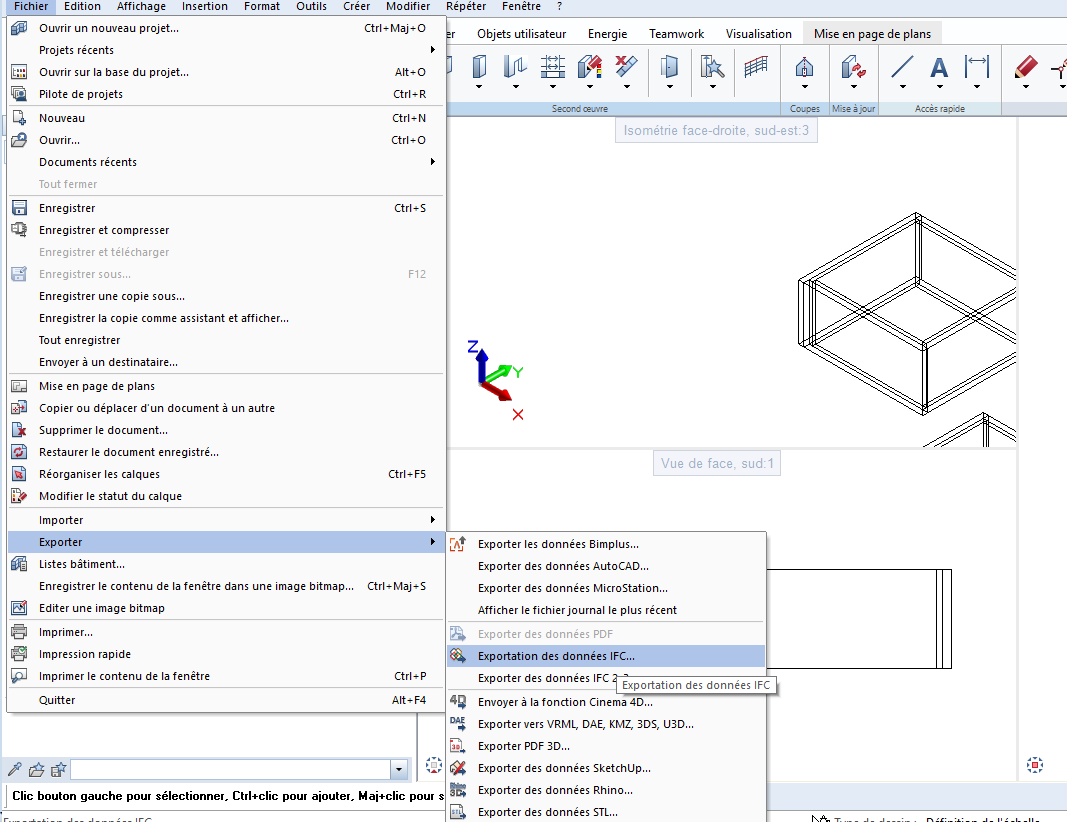 Fichier Edition Affichage Insertion Format Outils Créer Modifier Répéter Fenêtre ?
er Objets utilisateur Energie Teamwork Visualisation Mise en page de plans
Second œuvre Coupes Mise à jour Accès rapide
Ouvrir un nouveau projet... Ctrl+Maj+O
Projets récents
Ouvrir sur la base du projet... Alt+O
Pilote de projets Ctrl+R
Nouveau Ctrl+N
Ouvrir... Ctrl+O
Documents récents
Tout fermer
Enregistrer Ctrl+S
Enregistrer et compresser
Enregistrer et télécharger
Enregistrer sous... F12
Enregistrer une copie sous...
Enregistrer la copie comme assistant et afficher...
Tout enregistrer
Envoyer à un destinataire...
Mise en page de plans
Copier ou déplacer d'un document à un autre
Supprimer le document...
Restaurer le document enregistré...
Réorganiser les calques Ctrl+F5
Modifier le statut du calque
Importer
Exporter
Listes bâtiment...
Enregistrer le contenu de la fenêtre dans une image bitmap... Ctrl+Maj+S
Editer une image bitmap
Imprimer...
Impression rapide
Imprimer le contenu de la fenêtre Ctrl+P
Quitter Alt+F4
Isométrie face-droite, sud-est:3
Z
Y
X
Vue de face, sud:1
Exporter les données Bimplus...
Exporter des données AutoCAD...
Exporter des données MicroStation...
Afficher le fichier journal le plus récent
Exporter des données PDF
Exportation des données IFC...
Exporter des données IFC
Exportation des données IFC
4D Envoyer à la fonction Cinema 4D...
DAE Exporter vers VRML, DAE, KMZ, 3DS, U3D...
3D Exporter PDF 3D...
Exporter des données SketchUp...
Rhino 3D Exporter des données Rhino...
STL Exporter des données STL...
Clic bouton gauche pour sélectionner, Ctrl+clic pour ajouter, Maj+clic pour s
Exportation des données IFC
Type de dessin : Définition de l'échelle